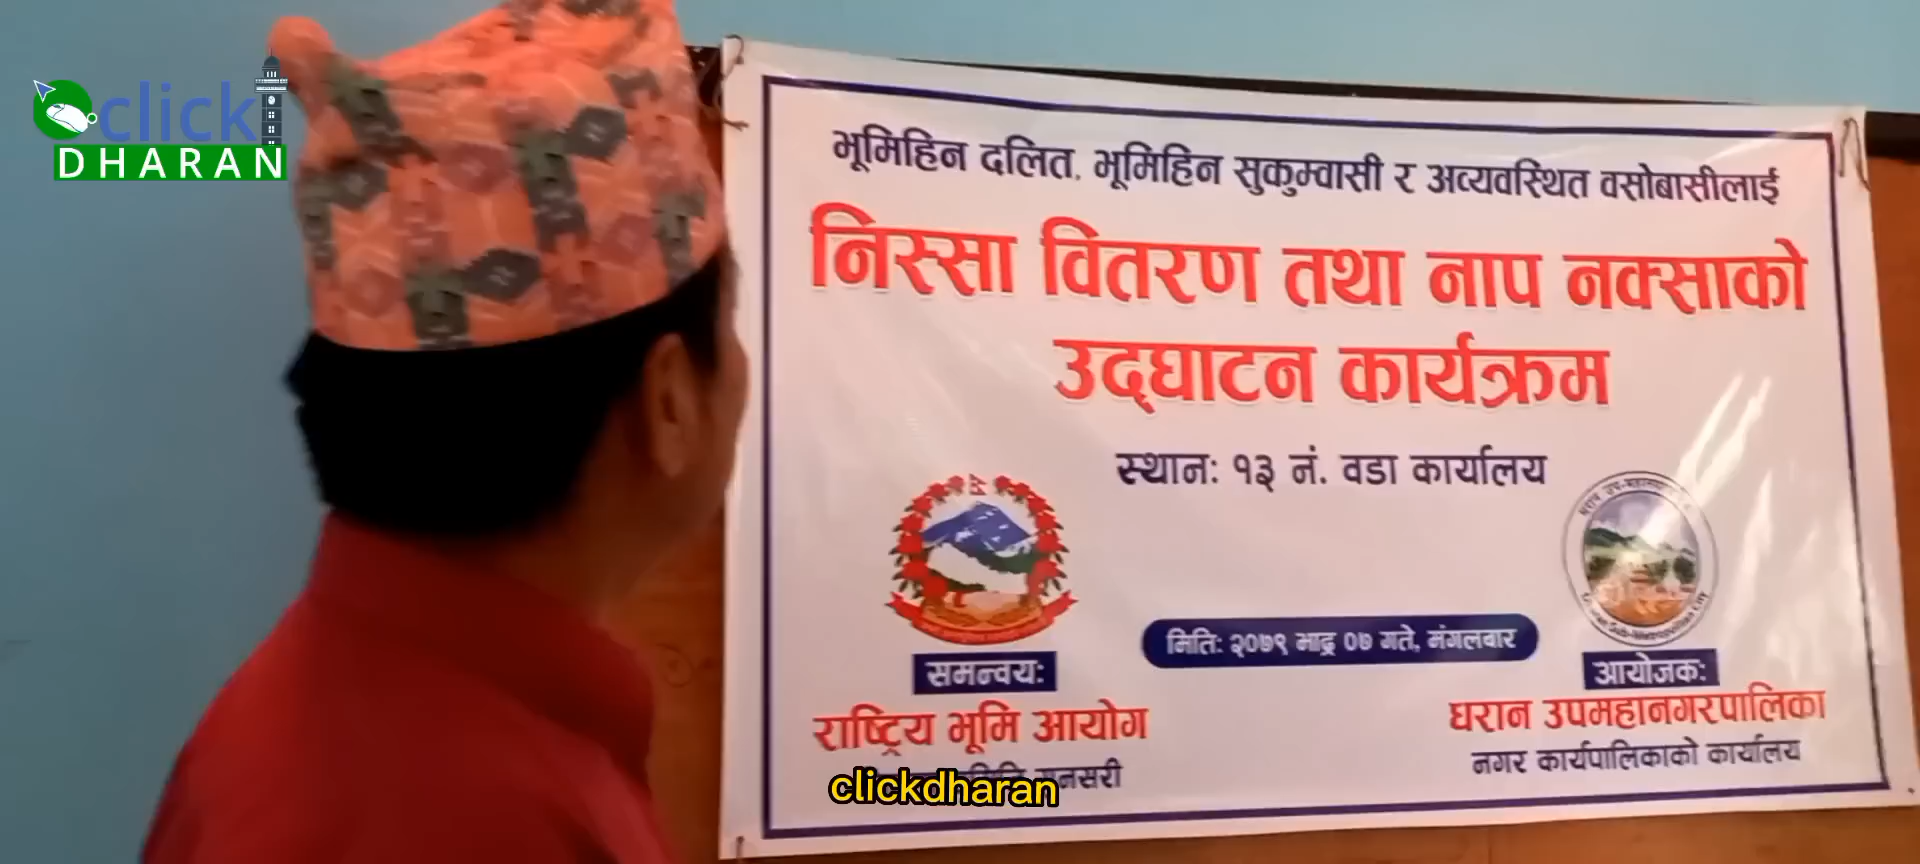 click
DHARAN
भूमिहिन दलित, भूमिहिन सुकुम्वासी र अव्यवस्थित वसोबासीलाई
निस्सा वितरण तथा नाप नक्साको
उद्घाटन कार्यक्रम
स्थान: १३ नं. वडा कार्यालय
मिति: २०७९ भाद्र ०७ गते, मंगलबार
समन्वय:
राष्ट्रिय भूमि आयोग
आयोजक:
धरान उपमहानगरपालिका
नगर कार्यपालिकाको कार्यालय
clickdharan